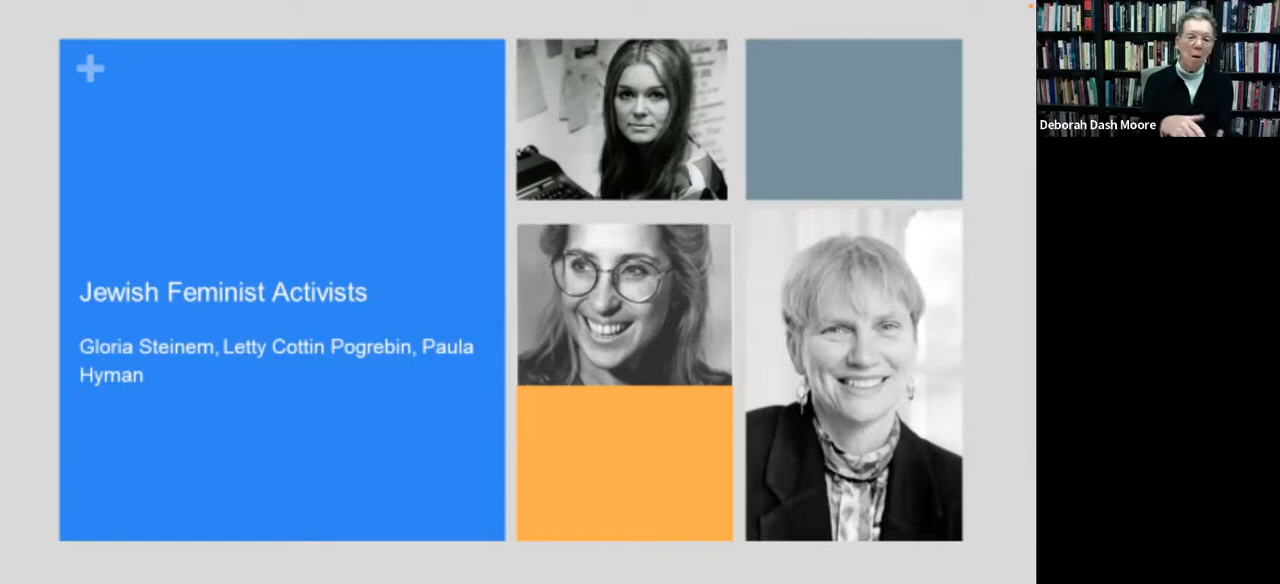 Jewish Feminist Activists
Gloria Steinem, Letty Cottin Pogrebin, Paula
Hyman
Deborah Dash Moore